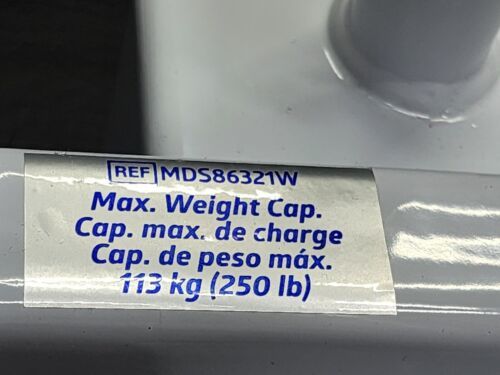 REF MDS86321W
Max. Weight Cap.
Cap. max. de charge
Cap. de peso máx.
113 kg (250 lb)